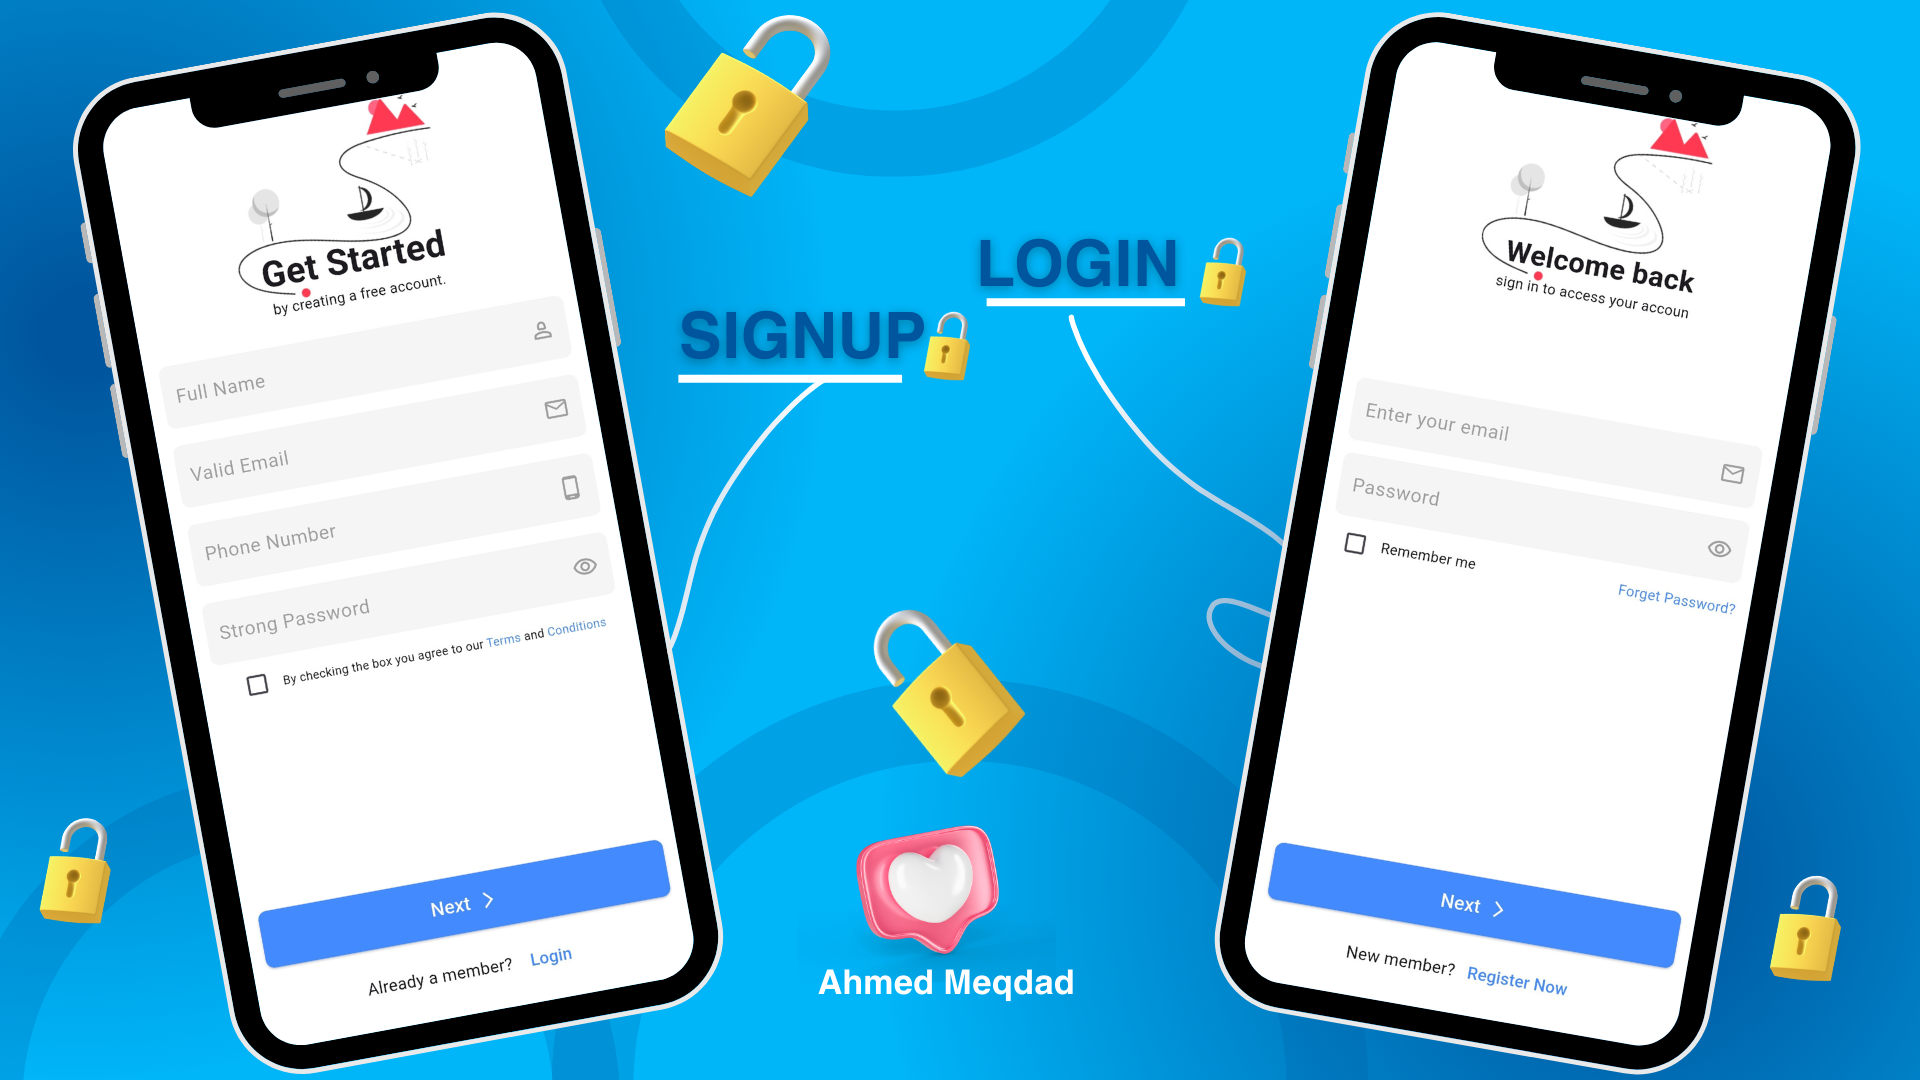 Get Started
by creating a free account.
Full Name
Valid Email
Phone Number
Strong Password
By checking the box you agree to our Terms and Conditions
Next
Already a member? Login
SIGNUP
LOGIN
Ahmed Meqdad
Welcome back
sign in to access your accoun
Enter your email
Password
Remember me
Forget Password?
Next
New member? Register Now